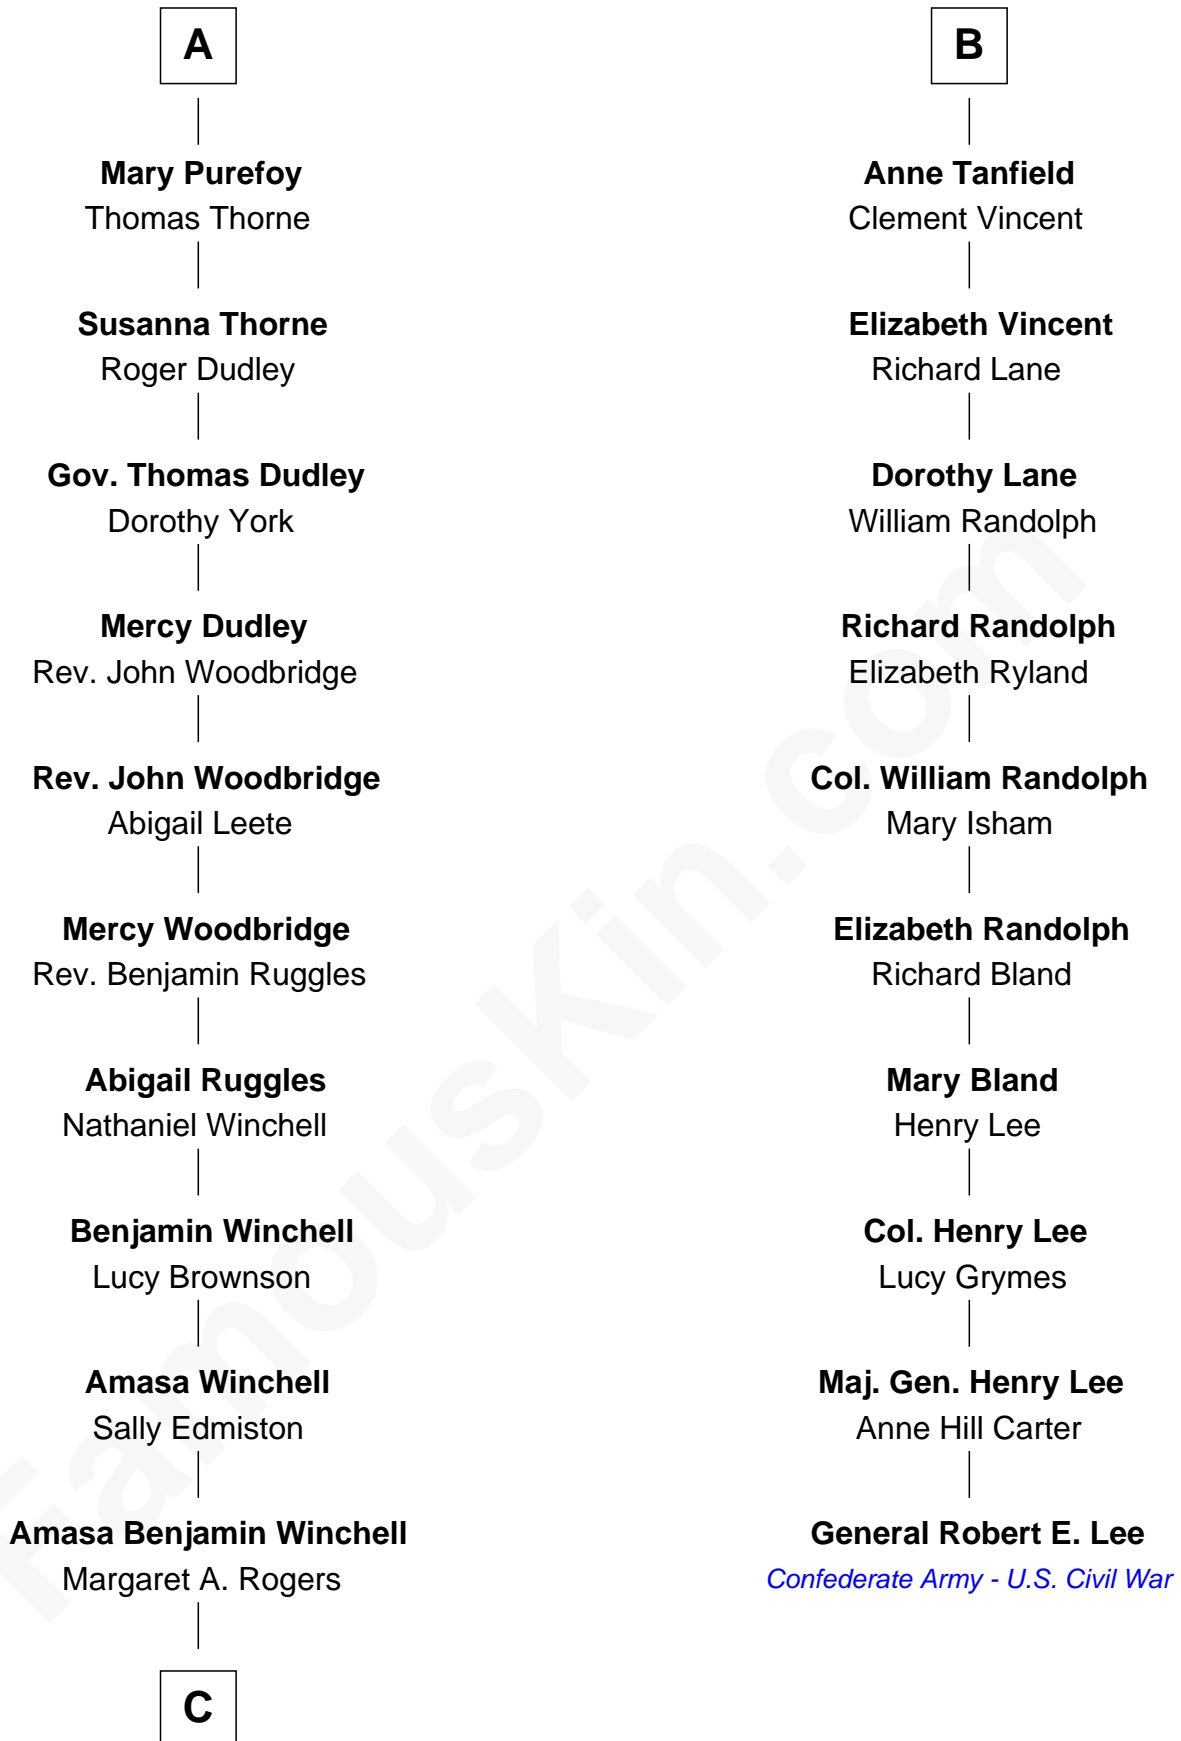 A
Mary Purefoy
Thomas Thorne
Susanna Thorne
Roger Dudley
Gov. Thomas Dudley
Dorothy York
Mercy Dudley
Rev. John Woodbridge
Rev. John Woodbridge
Abigail Leete
Mercy Woodbridge
Rev. Benjamin Ruggles
Abigail Ruggles
Nathaniel Winchell
Benjamin Winchell
Lucy Brownson
Amasa Winchell
Sally Edmiston
Amasa Benjamin Winchell
Margaret A. Rogers
C
B
Anne Tanfield
Clement Vincent
Elizabeth Vincent
Richard Lane
Dorothy Lane
William Randolph
Richard Randolph
Elizabeth Ryland
Col. William Randolph
Mary Isham
Elizabeth Randolph
Richard Bland
Mary Bland
Henry Lee
Col. Henry Lee
Lucy Grymes
Maj. Gen. Henry Lee
Anne Hill Carter
General Robert E. Lee
Confederate Army - U.S. Civil War
FamousKin.com